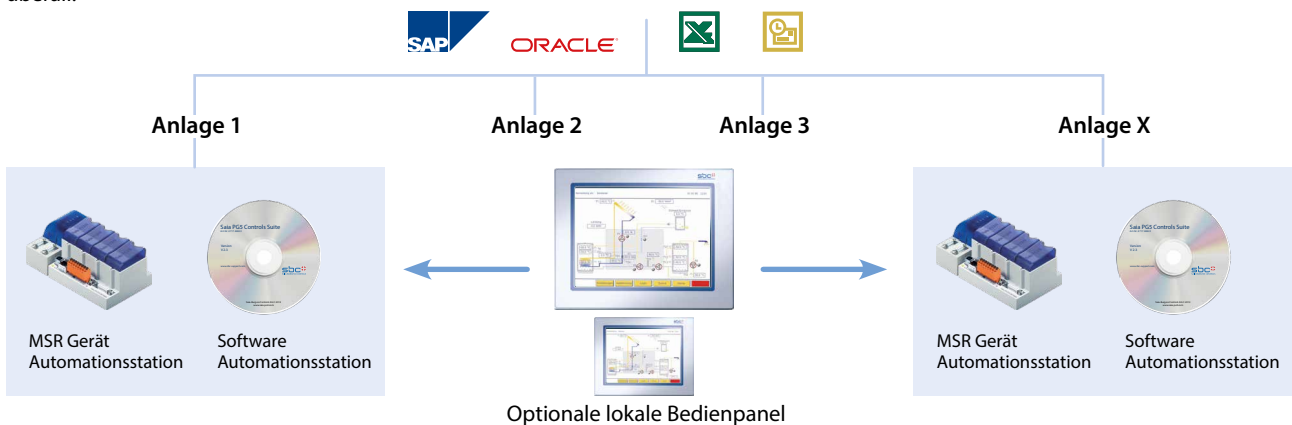 SAP
ORACLE
Anlage 1
Anlage 2
Anlage 3
Anlage X
sbc
Saia PG5 Controls Suite
sbc
MSR Gerät
Automationsstation
Software
Automationsstation
Saia PG5 Controls Suite
sbc
MSR Gerät
Automationsstation
Software
Automationsstation
Optionale lokale Bedienpanel